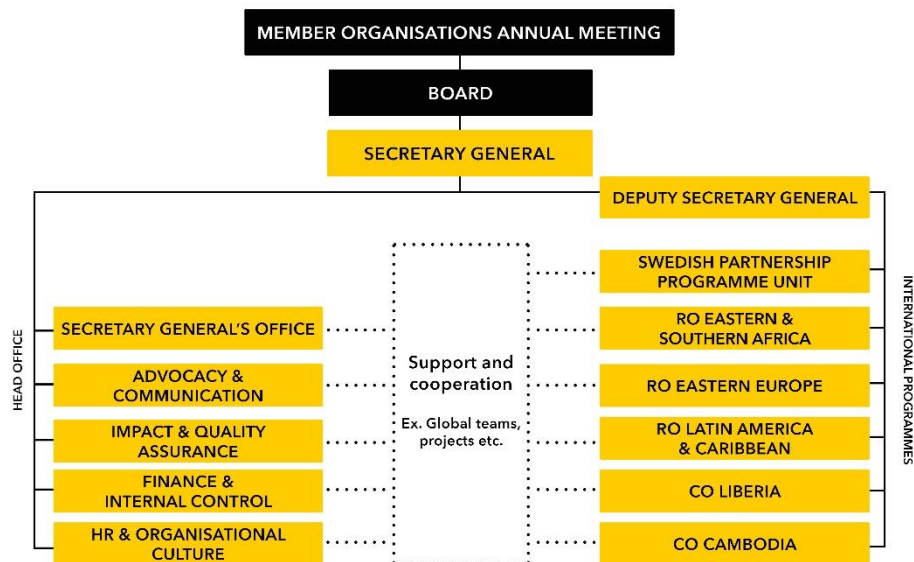 MEMBER ORGANISATIONS ANNUAL MEETING
BOARD
SECRETARY GENERAL
DEPUTY SECRETARY GENERAL
HEAD OFFICE
SECRETARY GENERAL'S OFFICE
ADVOCACY &
COMMUNICATION
IMPACT & QUALITY
ASSURANCE
FINANCE &
INTERNAL CONTROL
HR & ORGANISATIONAL
CULTURE
Support and
cooperation
Ex. Global teams,
projects etc.
SWEDISH PARTNERSHIP
PROGRAMME UNIT
RO EASTERN &
SOUTHERN AFRICA
RO EASTERN EUROPE
RO LATIN AMERICA
& CARIBBEAN
CO LIBERIA
CO CAMBODIA
INTERNATIONAL PROGRAMMES